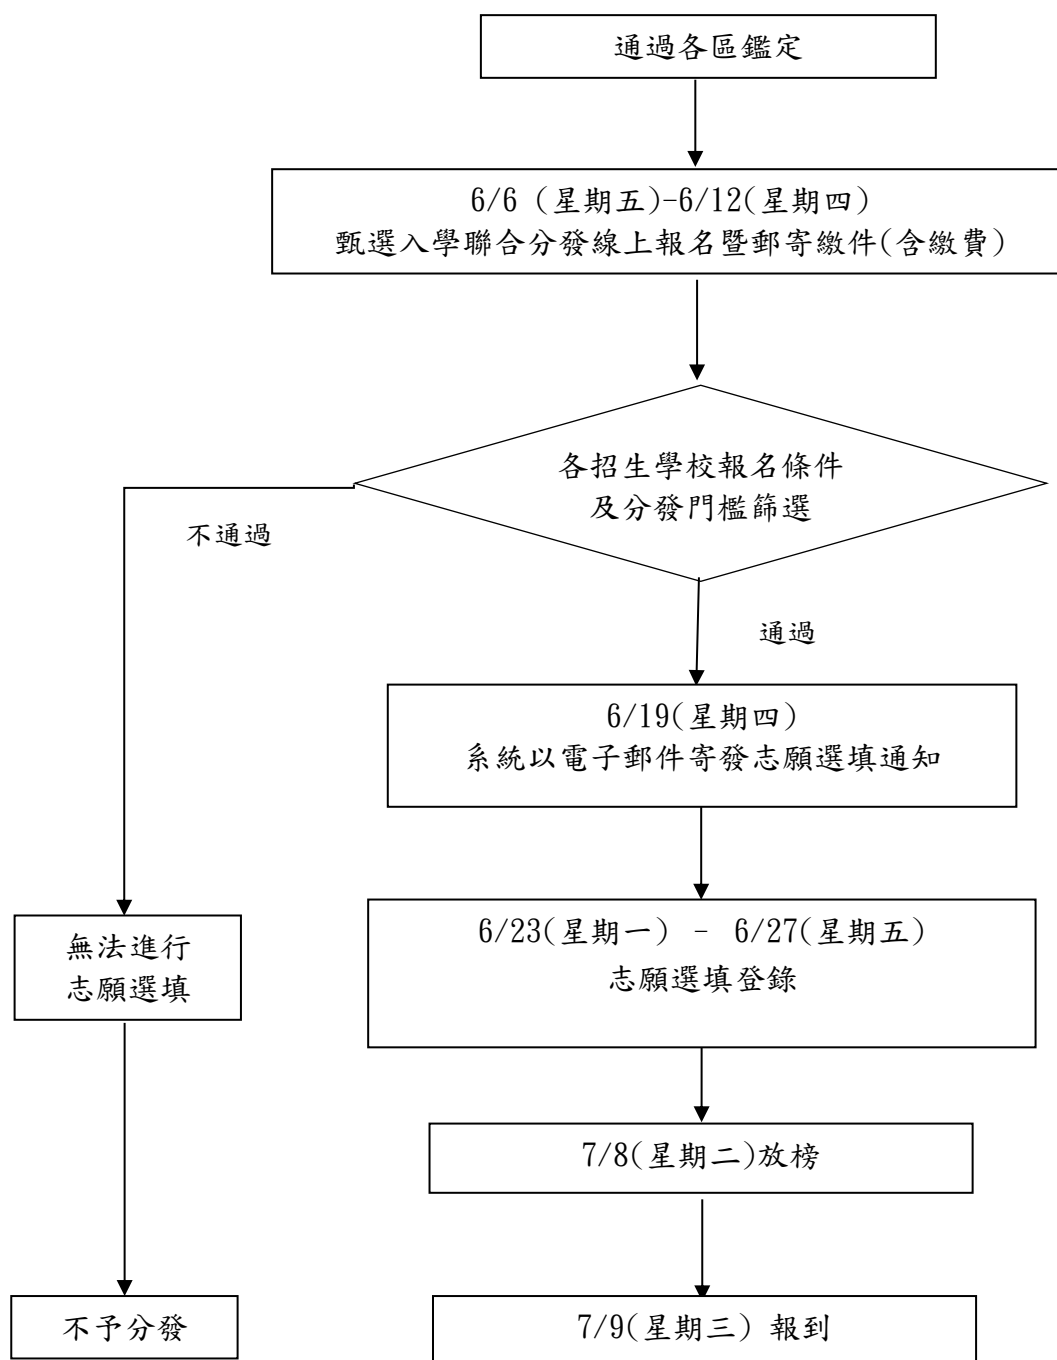 通過各區鑑定
6/6 (星期五)-6/12(星期四)
甄選入學聯合分發線上報名暨郵寄繳件(含繳費)
各招生學校報名條件
及分發門檻篩選
不通過
通過
6/19(星期四)
系統以電子郵件寄發志願選填通知
6/23(星期一) – 6/27(星期五)
志願選填登錄
無法進行
志願選填
7/8(星期二)放榜
不予分發
7/9(星期三) 報到